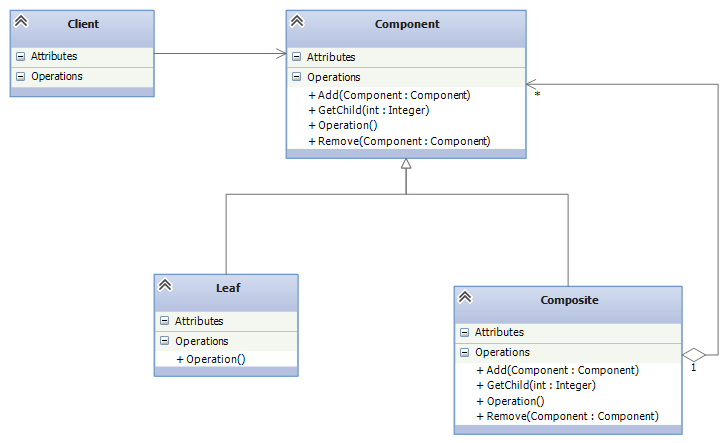 Client
Attributes
Operations
Component
Attributes
Operations
+ Add(Component : Component)
+ GetChild(int : Integer)
+ Operation()
+ Remove(Component : Component)
*
Leaf
Attributes
Operations
+ Operation()
Composite
Attributes
Operations
+ Add(Component : Component)
+ GetChild(int : Integer)
+ Operation()
+ Remove(Component : Component)
1